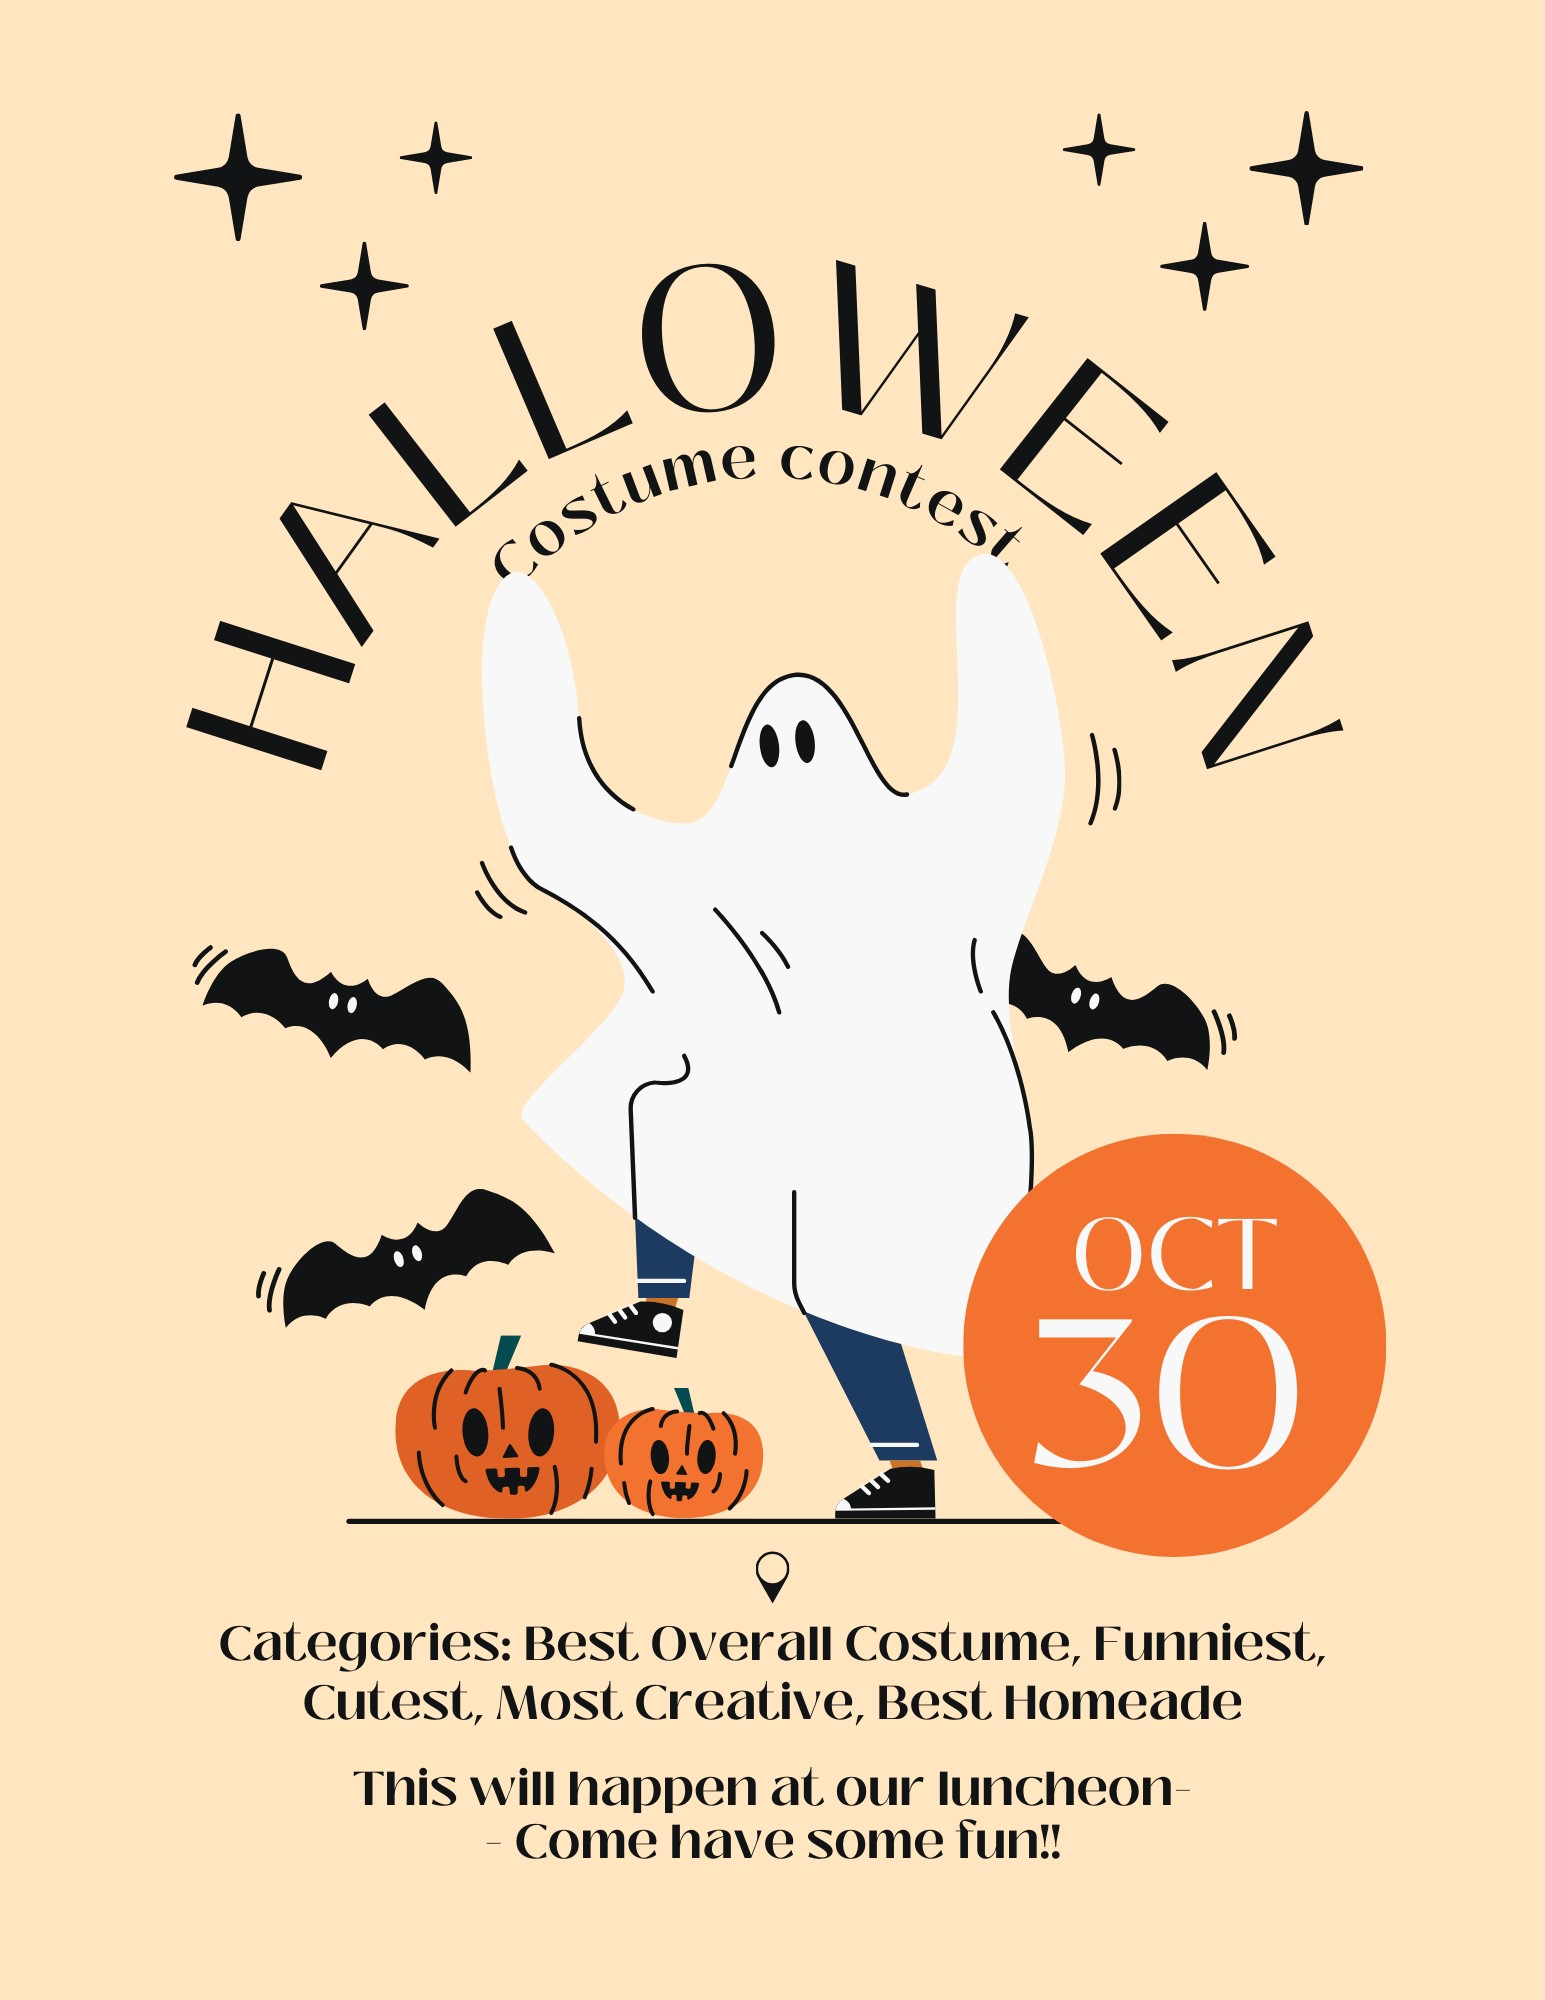 HALLOWEEN
costume contest
OCT
30
Categories: Best Overall Costume, Funniest,
Cutest, Most Creative, Best Homeade
This will happen at our luncheon-
- Come have some fun!!